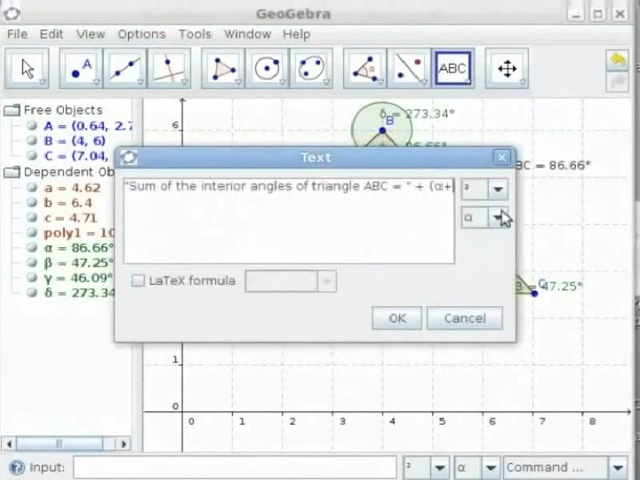 GeoGebra
File Edit View Options Tools Window Help
A
ABC
Free Objects
A = (0.64, 2.7
B = (4, 6)
C = (7.04,
Dependent Ob
a = 4.62
b = 6.4
c = 4.71
poly1 = 10
α = 86.66°
β = 47.25°
γ = 46.09°
δ = 273.34
6
δ = 273.34°
B
BC = 86.66°
Text
"Sum of the interior angles of triangle ABC = " + (α+
²
α
LaTeX formula
OK Cancel
C
= 47.25°
1
0
0 1 2 3 4 5 6 7 8
Input: ² α Command ...